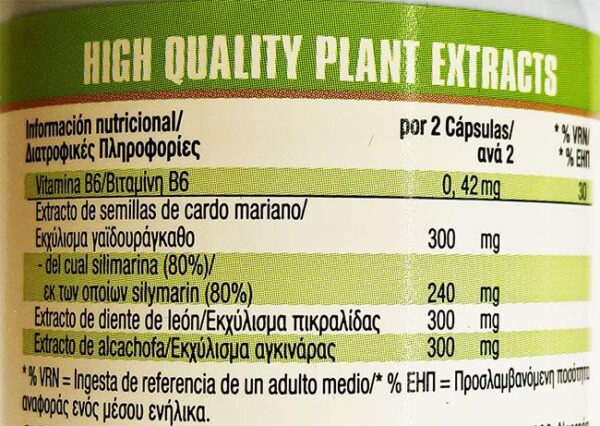 HIGH QUALITY PLANT EXTRACTS
Información nutricional/ por 2 Cápsulas/ *% VRN/
Διατροφικές Πληροφορίες ανά 2 *% ΕΗΠ
Vitamina B6/Βιταμίνη B6 0, 42 mg 30
Extracto de semillas de cardo mariano/
Εκχύλισμα γαϊδουράγκαθο 300 mg
- del cual silimarina (80%)/
εκ των οποίων silymarin (80%) 240 mg
Extracto de diente de león/Εκχύλισμα πικραλίδας 300 mg
Extracto de alcachofa/Εκχύλισμα αγκινάρας 300 mg
*% VRN = Ingesta de referencia de un adulto medio/* % ΕΗΠ = Προσλαμβανόμενη ποσότητα
αναφοράς ενός μέσου ενήλικα.